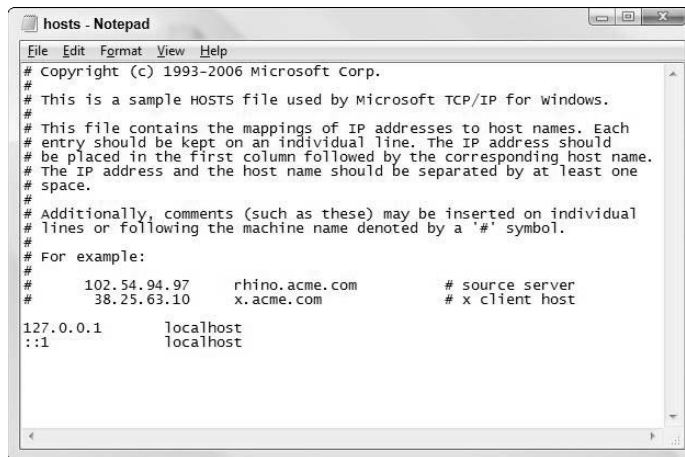 hosts - Notepad
File Edit Format View Help
# Copyright (c) 1993-2006 Microsoft Corp.
#
# This is a sample HOSTS file used by Microsoft TCP/IP for Windows.
#
# This file contains the mappings of IP addresses to host names. Each
# entry should be kept on an individual line. The IP address should
# be placed in the first column followed by the corresponding host name.
# The IP address and the host name should be separated by at least one
# space.
#
# Additionally, comments (such as these) may be inserted on individual
# lines or following the machine name denoted by a '#' symbol.
#
# For example:
#
# 102.54.94.97 rhino.acme.com # source server
# 38.25.63.10 x.acme.com # x client host
127.0.0.1 localhost
::1 localhost